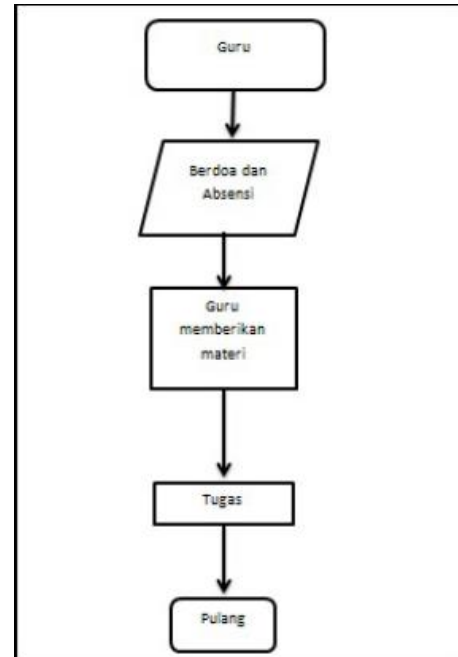 Guru
Berdoa dan
Absensi
Guru
memberikan
materi
Tugas
Pulang